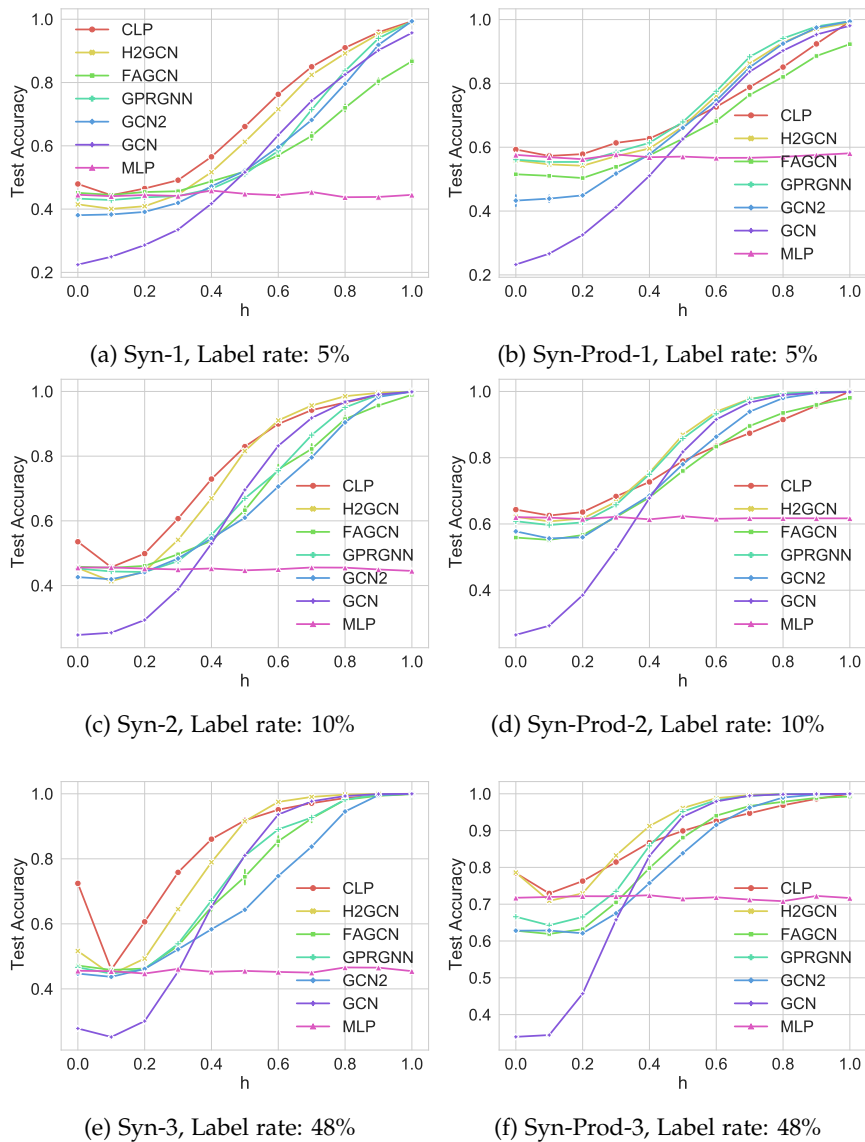 1.0
0.8
0.6
0.4
0.2
Test Accuracy
CLP
H2GCN
FAGCN
GPRGNN
GCN2
GCN
MLP
0.0 0.2 0.4 0.6 0.8 1.0
h
(a) Syn-1, Label rate: 5%
1.0
0.8
0.6
0.4
0.2
Test Accuracy
CLP
H2GCN
FAGCN
GPRGNN
GCN2
GCN
MLP
0.0 0.2 0.4 0.6 0.8 1.0
h
(b) Syn-Prod-1, Label rate: 5%
1.0
0.8
0.6
0.4
Test Accuracy
CLP
H2GCN
FAGCN
GPRGNN
GCN2
GCN
MLP
0.0 0.2 0.4 0.6 0.8 1.0
h
(c) Syn-2, Label rate: 10%
1.0
0.8
0.6
0.4
Test Accuracy
CLP
H2GCN
FAGCN
GPRGNN
GCN2
GCN
MLP
0.0 0.2 0.4 0.6 0.8 1.0
h
(d) Syn-Prod-2, Label rate: 10%
1.0
0.8
0.6
0.4
Test Accuracy
CLP
H2GCN
FAGCN
GPRGNN
GCN2
GCN
MLP
0.0 0.2 0.4 0.6 0.8 1.0
h
(e) Syn-3, Label rate: 48%
1.0
0.9
0.8
0.7
0.6
0.5
0.4
Test Accuracy
CLP
H2GCN
FAGCN
GPRGNN
GCN2
GCN
MLP
0.0 0.2 0.4 0.6 0.8 1.0
h
(f) Syn-Prod-3, Label rate: 48%